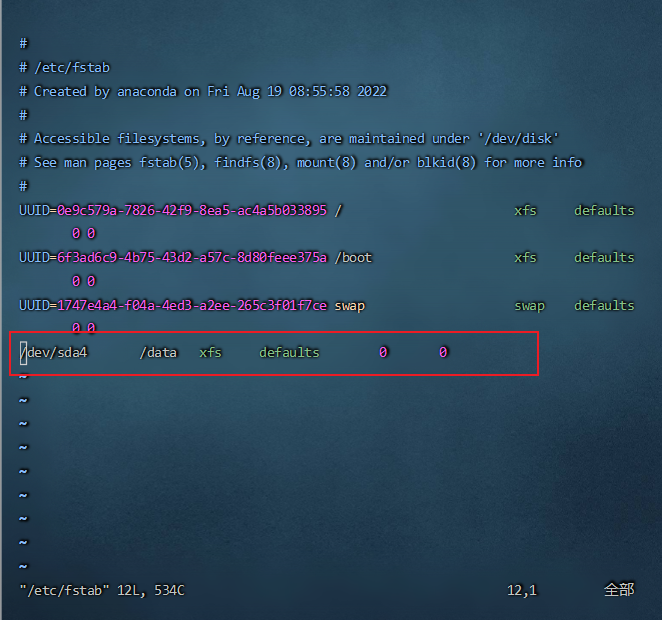 #
# /etc/fstab
# Created by anaconda on Fri Aug 19 08:55:58 2022
#
# Accessible filesystems, by reference, are maintained under '/dev/disk'
# See man pages fstab(5), findfs(8), mount(8) and/or blkid(8) for more info
#
UUID=0e9c579a-7826-42f9-8ea5-ac4a5b033895 / xfs defaults
0 0
UUID=6f3ad6c9-4b75-43d2-a57c-8d80feee375a /boot xfs defaults
0 0
UUID=1747e4a4-f04a-4ed3-a2ee-265c3f01f7ce swap swap defaults
0 0
/dev/sda4 /data xfs defaults 0 0
~
~
~
~
~
~
~
~
~
"/etc/fstab" 12L, 534C 12,1 全部